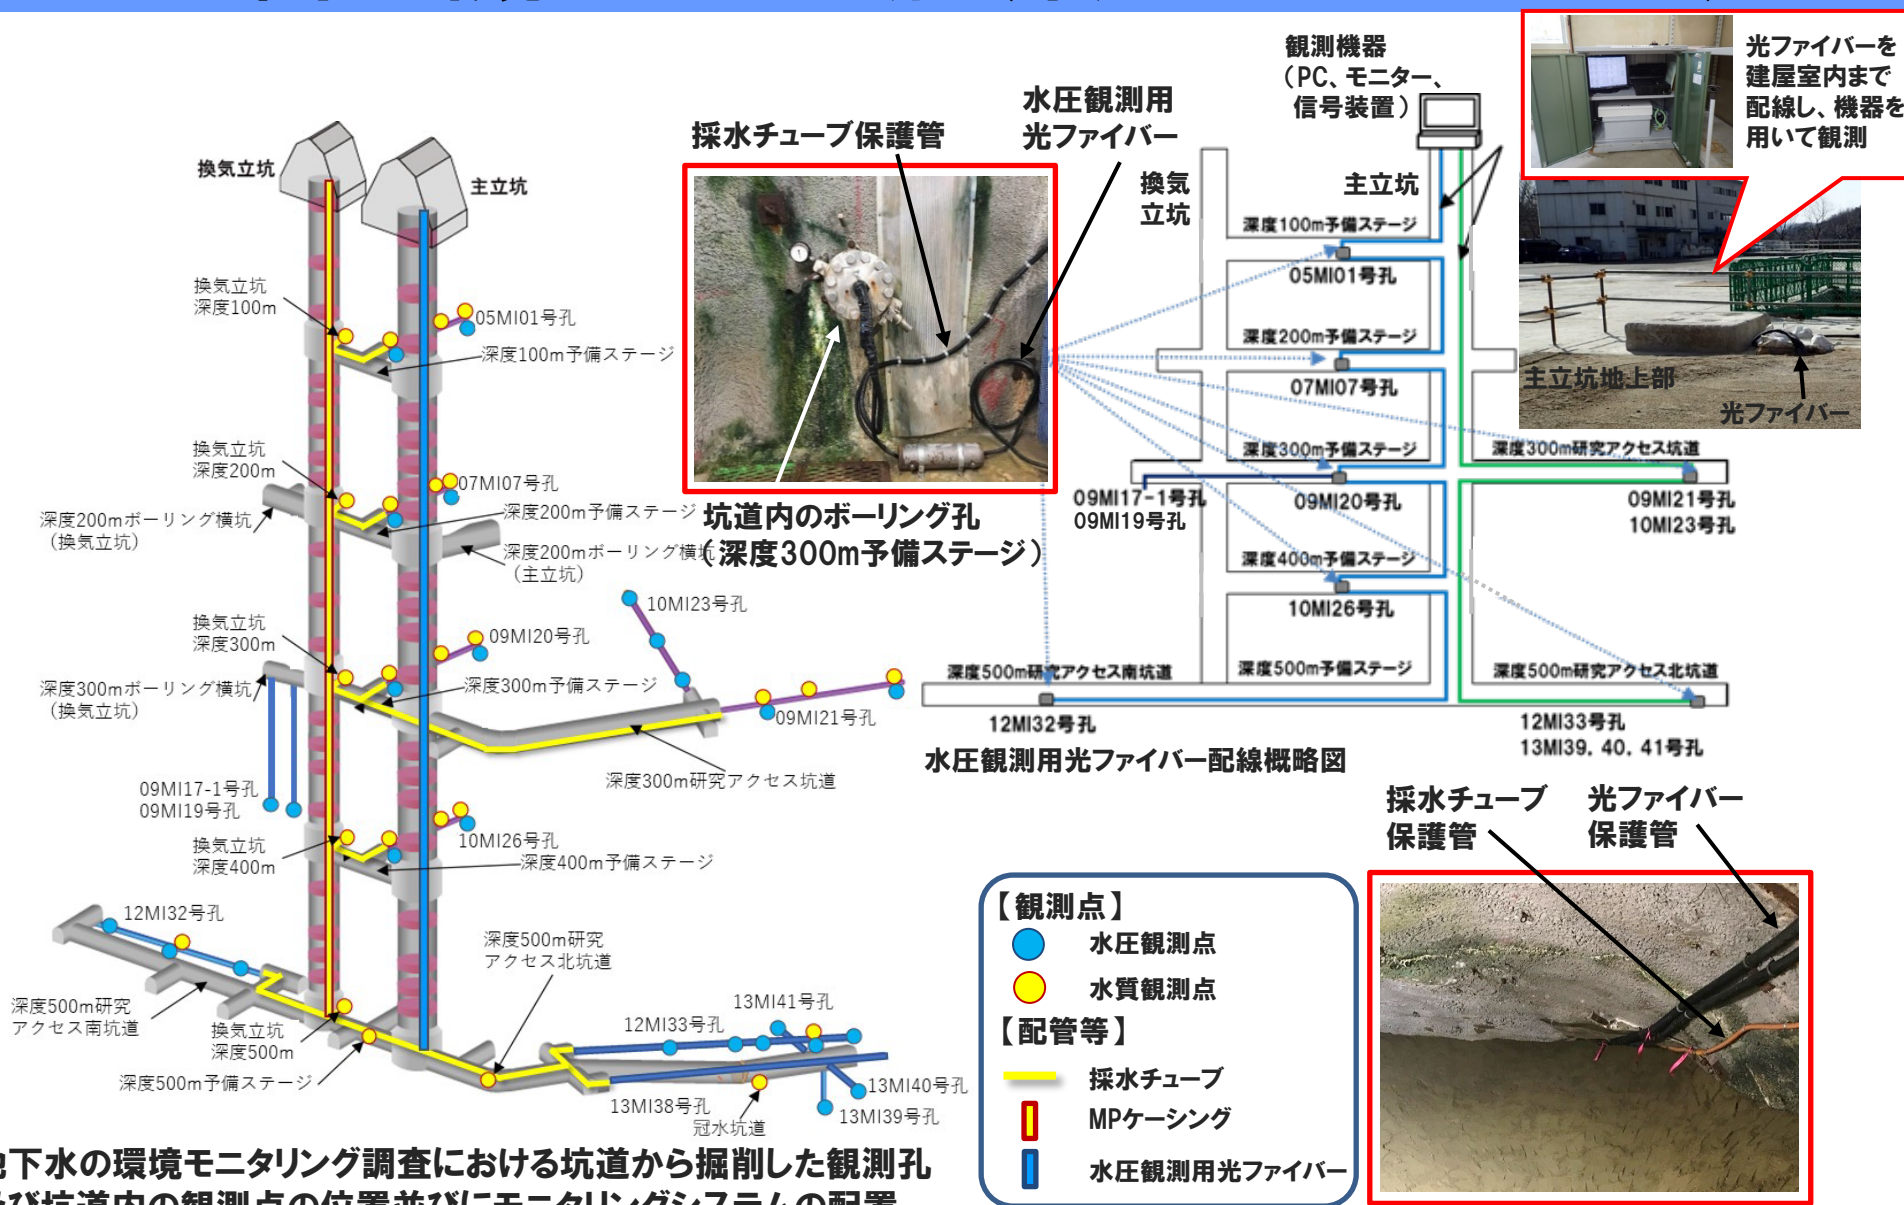 換気立坑
主立坑
換気立坑
深度100m
05MI01号孔
深度100m予備ステージ
換気立坑
深度200m
07MI07号孔
深度200m予備ステージ
深度200mボーリング横坑
（換気立坑）
深度200mボーリング横坑
（主立坑）
10MI23号孔
換気立坑
深度300m
09MI20号孔
深度300mボーリング横坑
（換気立坑）
深度300m予備ステージ
09MI21号孔
深度300m研究アクセス坑道
09MI17-1号孔
09MI19号孔
換気立坑
深度400m
10MI26号孔
深度400m予備ステージ
12MI32号孔
深度500m研究
アクセス北坑道
深度500m研究
アクセス南坑道
換気立坑
深度500m
深度500m予備ステージ
12MI33号孔
13MI41号孔
13MI38号孔
冠水坑道
13MI40号孔
13MI39号孔
下水の環境モニタリング調査における坑道から掘削した観測孔
び坑道内の観測点の位置並びにモニタリングシステムの配置
採水チューブ保護管
水圧観測用
光ファイバー
坑道内のボーリング孔
（深度300m予備ステージ）
観測機器
（PC、モニター、
信号装置）
換気
立坑
主立坑
深度100m予備ステージ
05MI01号孔
深度200m予備ステージ
07MI07号孔
深度300m予備ステージ
深度300m研究アクセス坑道
09MI17-1号孔
09MI19号孔
09MI20号孔
09MI21号孔
10MI23号孔
深度400m予備ステージ
10MI26号孔
深度500m研究アクセス南坑道
深度500m予備ステージ
深度500m研究アクセス北坑道
12MI32号孔
12MI33号孔
13MI39, 40, 41号孔
水圧観測用光ファイバー配線概略図
光ファイバーを
建屋室内まで
配線し、機器を
用いて観測
主立坑地上部
光ファイバー
【観測点】
水圧観測点
水質観測点
【配管等】
採水チューブ
MPケーシング
水圧観測用光ファイバー
採水チューブ
保護管
光ファイバー
保護管